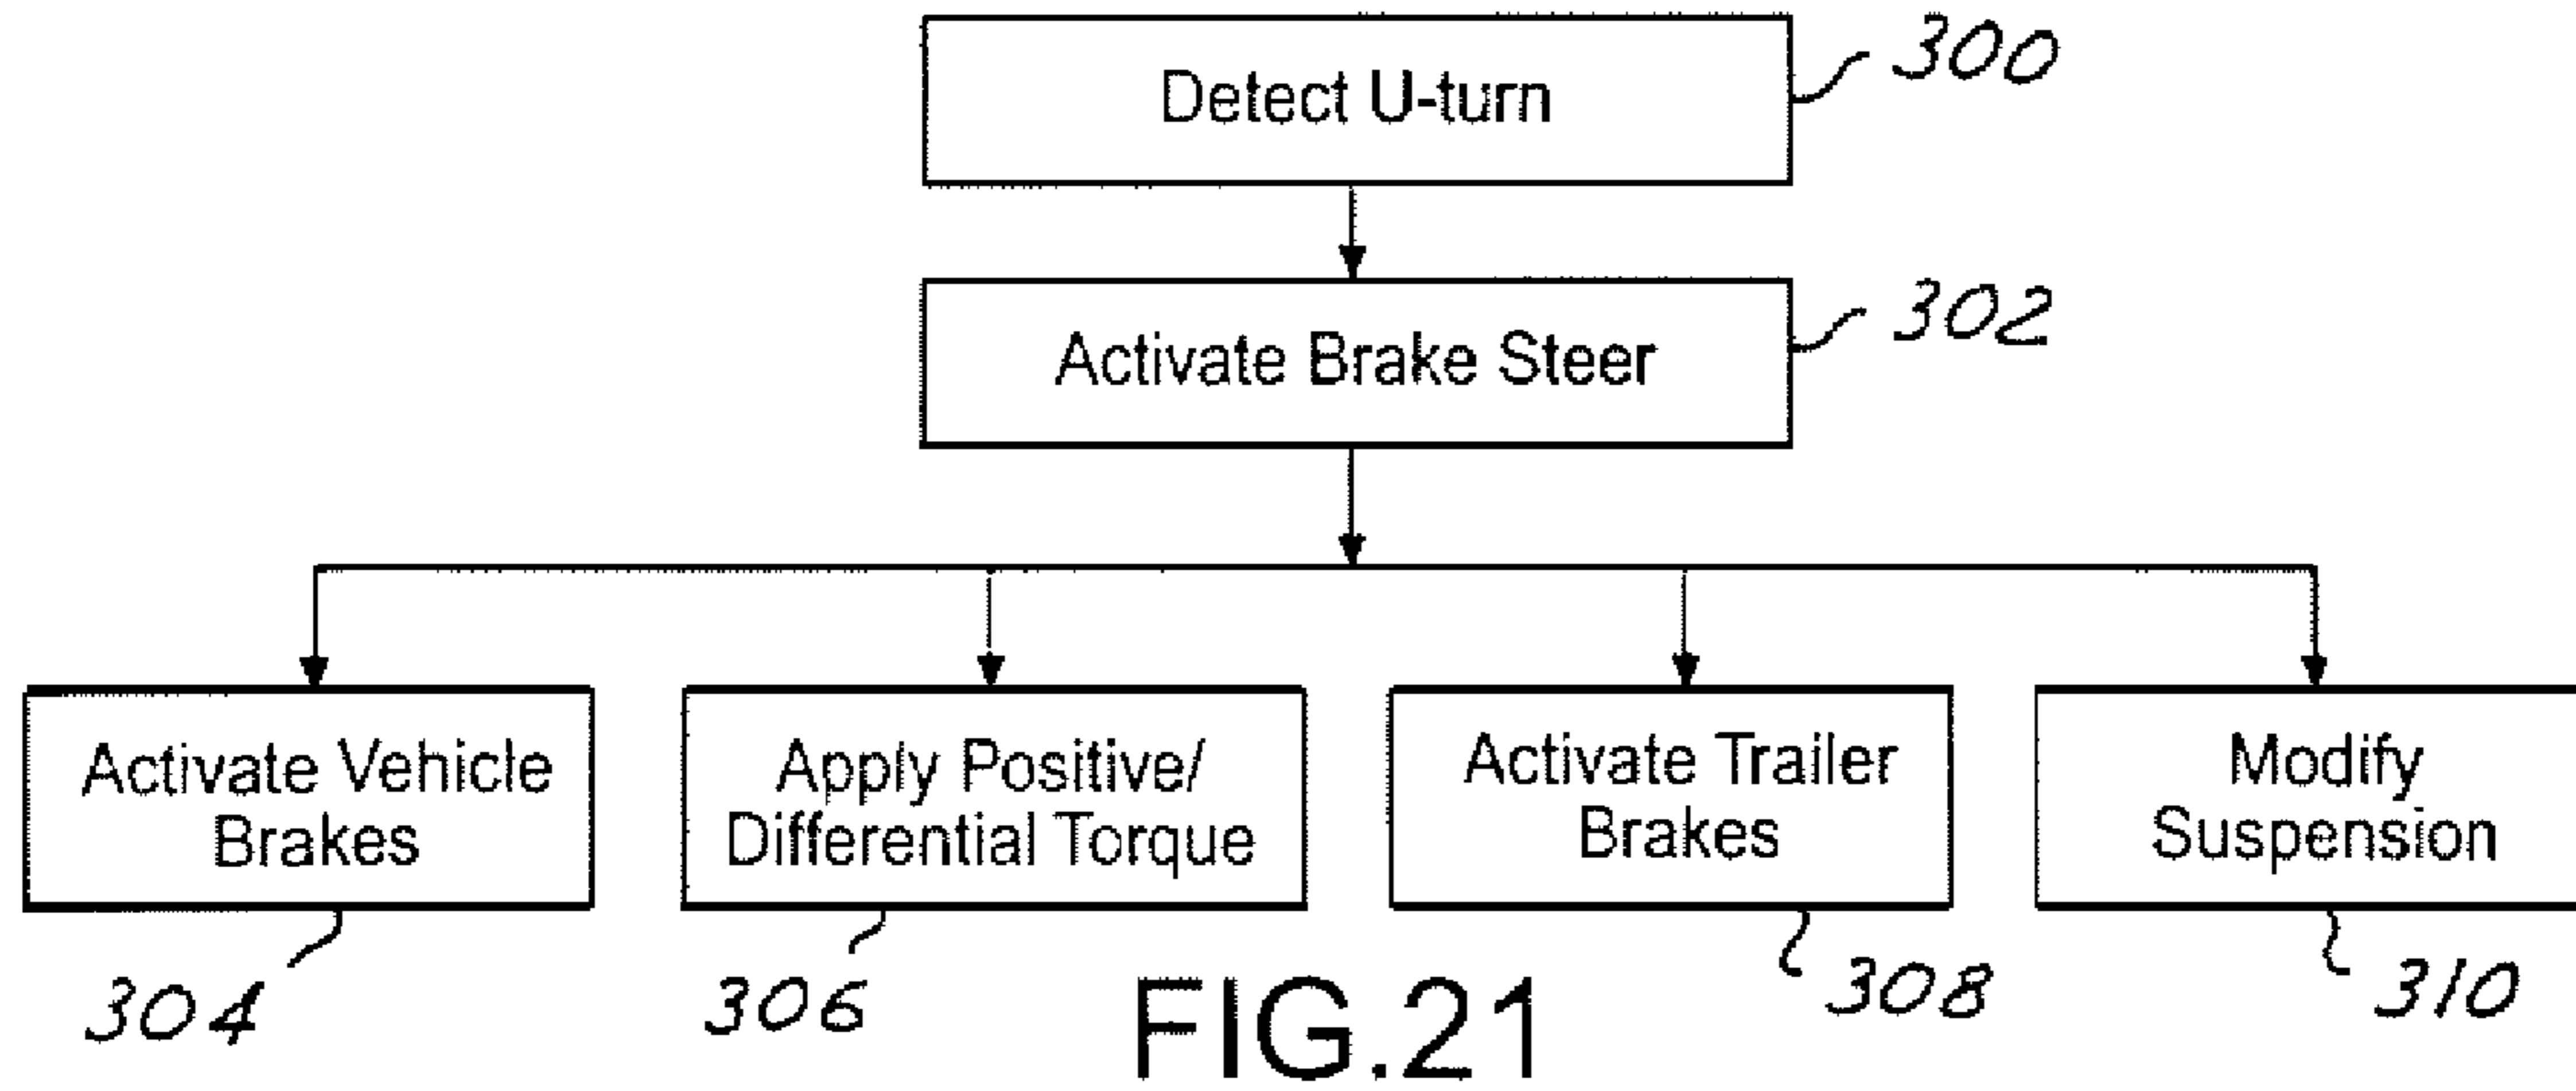 Detect U-turn
300
Activate Brake Steer
302
Activate Vehicle
Brakes
Apply Positive/
Differential Torque
Activate Trailer
Brakes
Modify
Suspension
304
306
308
310
FIG.21